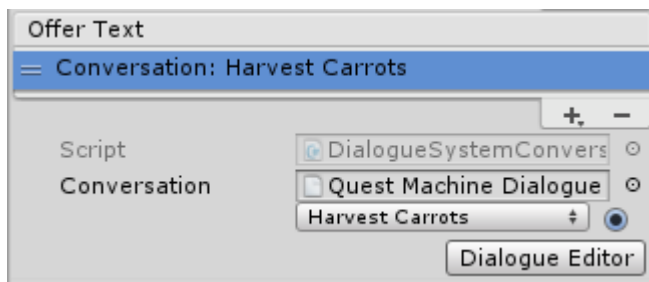 Offer Text
Conversation: Harvest Carrots
Script DialogueSystemConvers
Conversation Quest Machine Dialogue
Harvest Carrots
Dialogue Editor